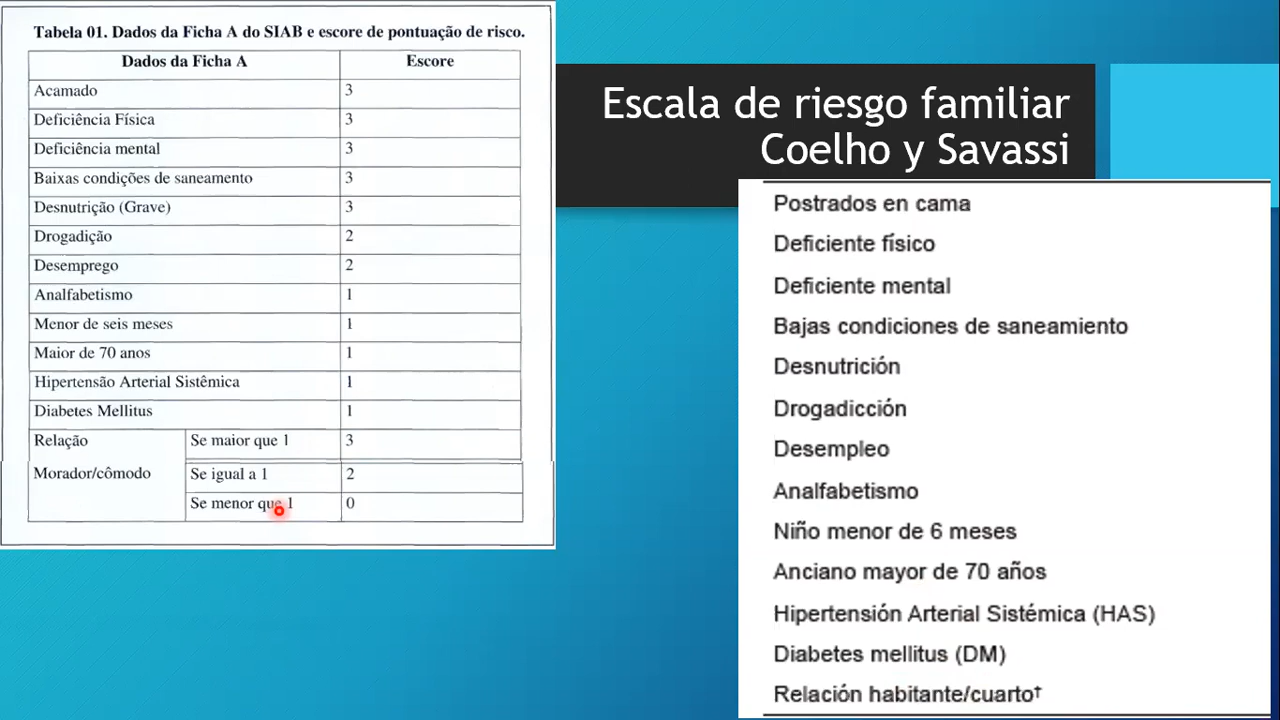 Tabela 01. Dados da Ficha A do SIAB e escore de pontuação de risco.
Dados da Ficha A Escore
Acamado 3
Deficiência Física 3
Deficiência mental 3
Baixas condições de saneamento 3
Desnutrição (Grave) 3
Drogadição 2
Desemprego 2
Analfabetismo 1
Menor de seis meses 1
Maior de 70 anos 1
Hipertensão Arterial Sistêmica 1
Diabetes Mellitus 1
Relação Se maior que 1 3
Morador/cômodo Se igual a 1 2
Se menor que 1 0
Escala de riesgo familiar
Coelho y Savassi
Postrados en cama
Deficiente físico
Deficiente mental
Bajas condiciones de saneamiento
Desnutrición
Drogadicción
Desempleo
Analfabetismo
Niño menor de 6 meses
Anciano mayor de 70 años
Hipertensión Arterial Sistémica (HAS)
Diabetes mellitus (DM)
Relación habitante/cuarto†